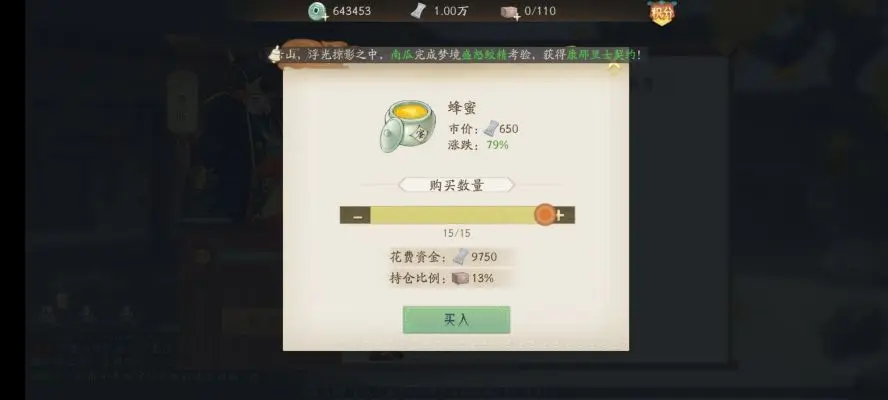 643453
1.00万
0/110
积分
山，浮光掠影之中，南瓜完成梦境盛怒蛟精考验，获得康那里士契约！
蜂蜜
市价：650
涨跌：79%
购买数量
15/15
花费资金：9750
持仓比例：13%
买入